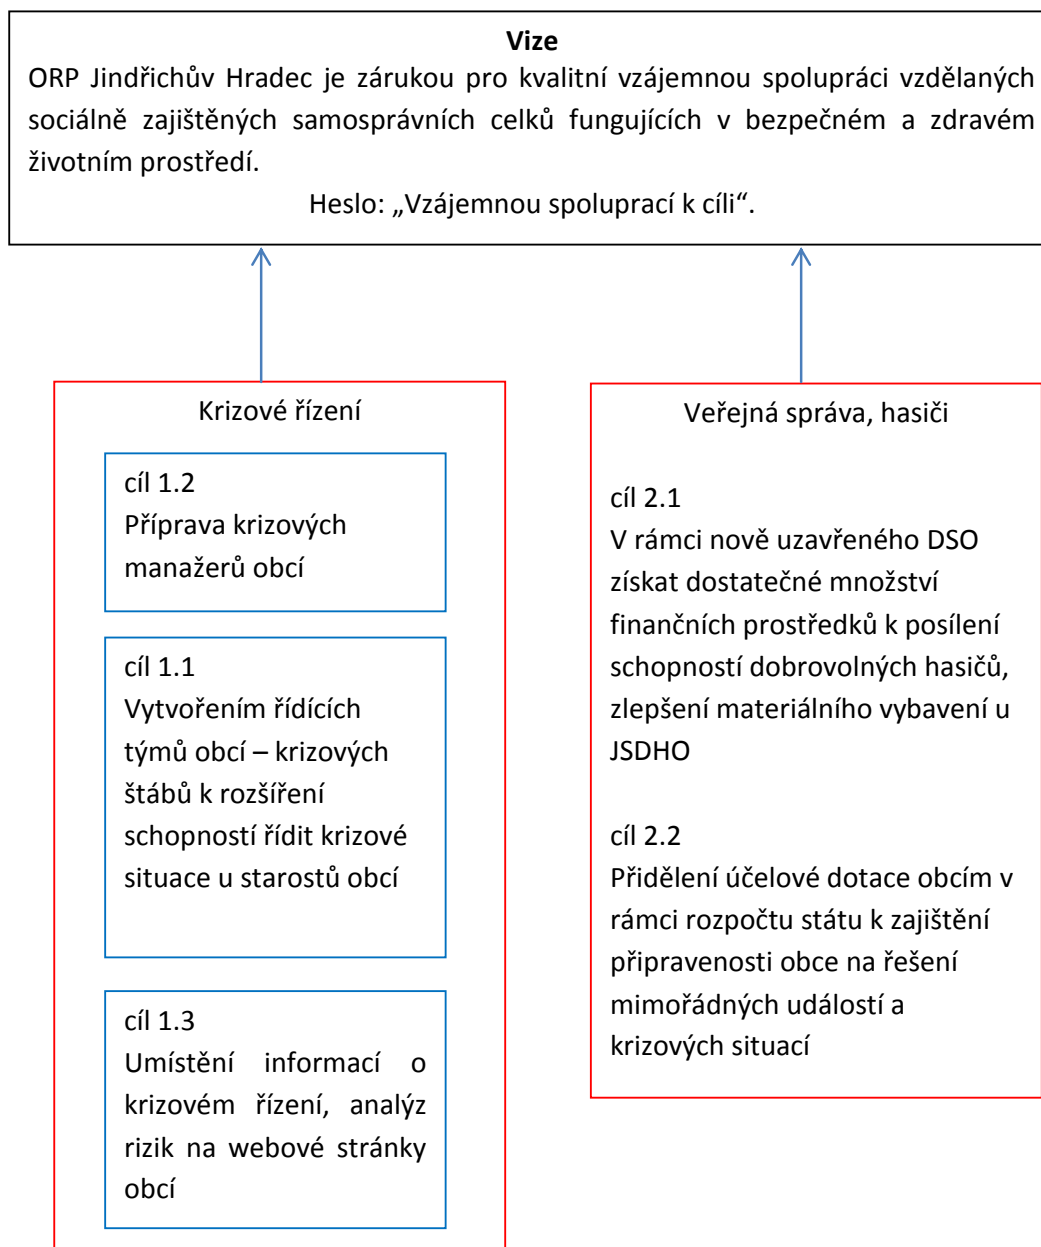 Vize
ORP Jindřichův Hradec je zárukou pro kvalitní vzájemnou spolupráci vzdělaných
sociálně zajištěných samosprávních celků fungujících v bezpečném a zdravém
životním prostředí.
Heslo: „Vzájemnou spoluprací k cíli“.
Krizové řízení
cíl 1.2
Příprava krizových
manažerů obcí
cíl 1.1
Vytvořením řídících
týmů obcí – krizových
štábů k rozšíření
schopností řídit krizové
situace u starostů obcí
cíl 1.3
Umístění informací o
krizovém řízení, analýz
rizik na webové stránky
obcí
Veřejná správa, hasiči
cíl 2.1
V rámci nově uzavřeného DSO
získat dostatečné množství
finančních prostředků k posílení
schopností dobrovolných hasičů,
zlepšení materiálního vybavení u
JSDHO
cíl 2.2
Přidělení účelové dotace obcím v
rámci rozpočtu státu k zajištění
připravenosti obce na řešení
mimořádných událostí a
krizových situací